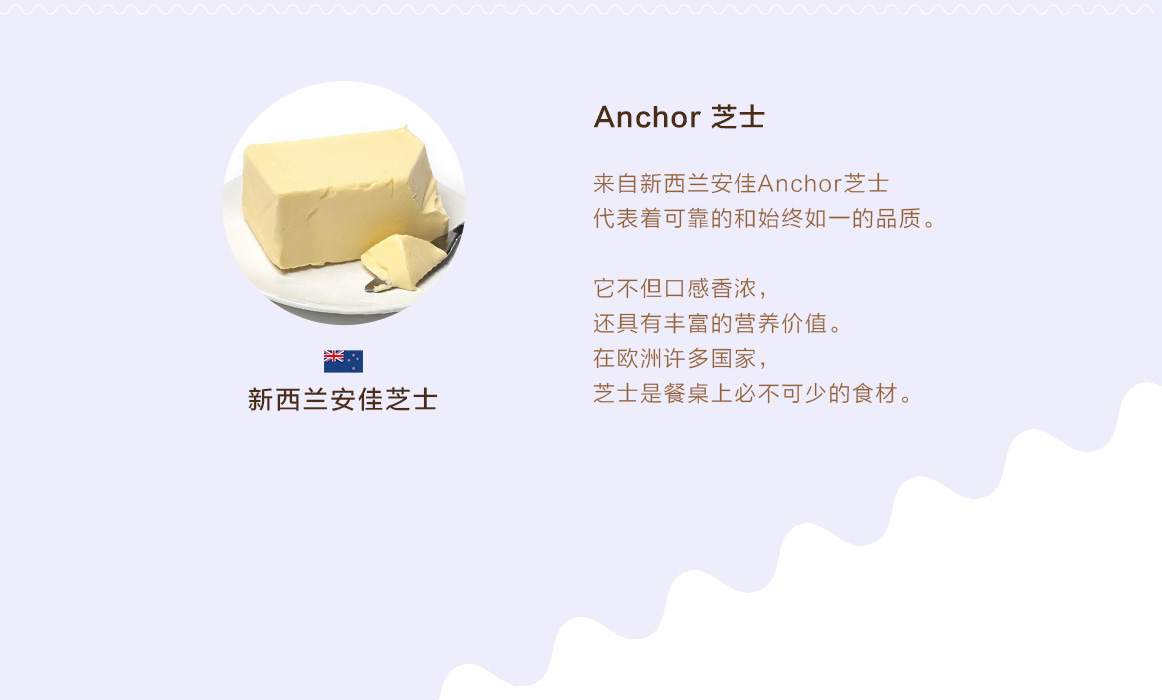 Anchor 芝士
来自新西兰安佳Anchor芝士
代表着可靠的和始终如一的品质。
它不但口感香浓，
还具有丰富的营养价值。
在欧洲许多国家，
芝士是餐桌上必不可少的食材。
新西兰安佳芝士